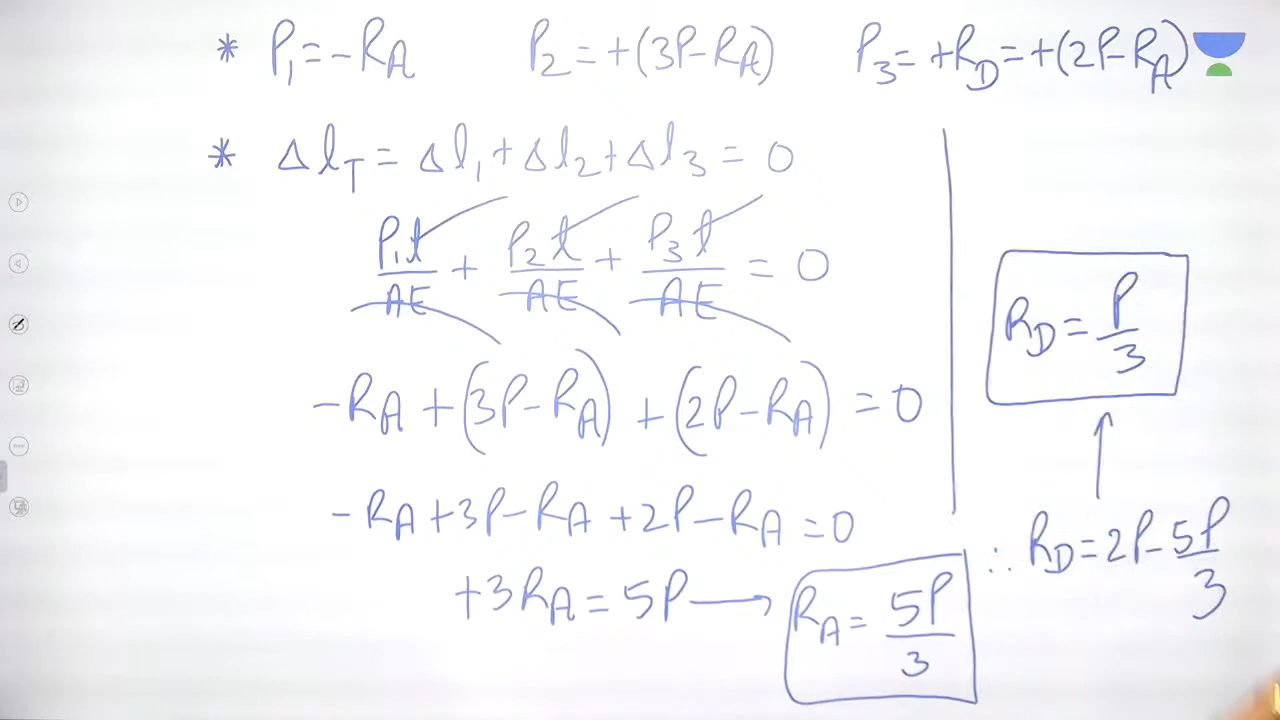 * P₁ = -R_A P₂ = +(3P-R_A) P₃ = +R_D = +(2P-R_A)
* Δl_T = Δl₁ + Δl₂ + Δl₃ = 0
P₁l/AE + P₂l/AE + P₃l/AE = 0
-R_A + (3P-R_A) + (2P-R_A) = 0
-R_A + 3P - R_A + 2P - R_A = 0
+3R_A = 5P → R_A = 5P/3
∴ R_D = 2P - 5P/3
R_D = P/3